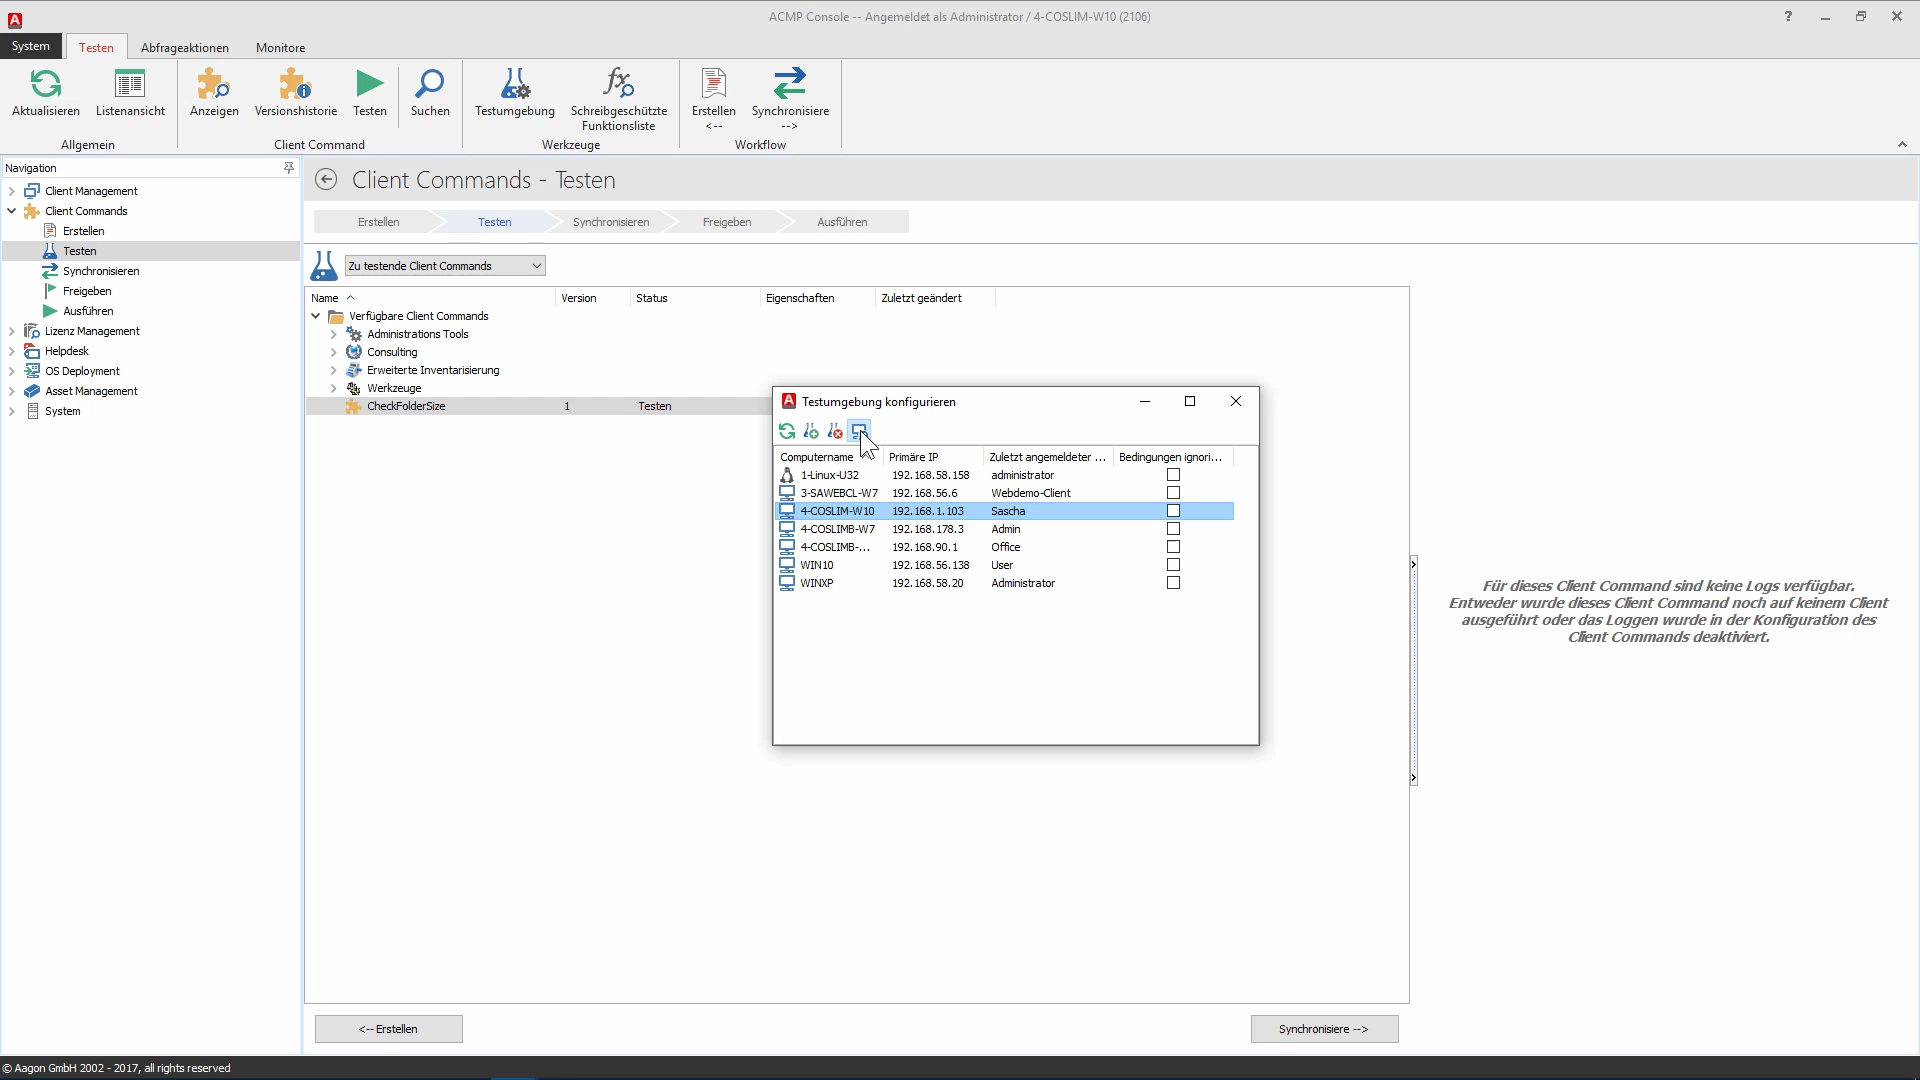 ACMP Console -- Angemeldet als Administrator / 4-COSLIM-W10 (2106)
System
Testen
Abfrageaktionen
Monitore
Aktualisieren
Listenansicht
Anzeigen
Versionshistorie
Testen
Suchen
Testumgebung
Schreibgeschützte
Funktionsliste
Erstellen
<--
Synchronisiere
-->
Allgemein
Client Command
Werkzeuge
Workflow
Navigation
Client Management
Client Commands
Erstellen
Testen
Synchronisieren
Freigeben
Ausführen
Lizenz Management
Helpdesk
OS Deployment
Asset Management
System
Client Commands - Testen
Erstellen
Testen
Synchronisieren
Freigeben
Ausführen
Zu testende Client Commands
Name Version Status Eigenschaften Zuletzt geändert
Verfügbare Client Commands
Administrations Tools
Consulting
Erweiterte Inventarisierung
Werkzeuge
CheckFolderSize 1 Testen
Testumgebung konfigurieren
Computername Primäre IP Zuletzt angemeldeter ... Bedingungen ignori...
1-Linux-U32 192.168.58.158 administrator
3-SAWEBCL-W7 192.168.56.6 Webdemo-Client
4-COSLIM-W10 192.168.1.103 Sascha
4-COSLIMB-W7 192.168.178.3 Admin
4-COSLIMB-... 192.168.90.1 Office
WIN10 192.168.56.138 User
WINXP 192.168.58.20 Administrator
Für dieses Client Command sind keine Logs verfügbar.
Entweder wurde dieses Client Command noch auf keinem Client
ausgeführt oder das Loggen wurde in der Konfiguration des
Client Commands deaktiviert.
<-- Erstellen
Synchronisiere -->
© Aagon GmbH 2002 - 2017, all rights reserved